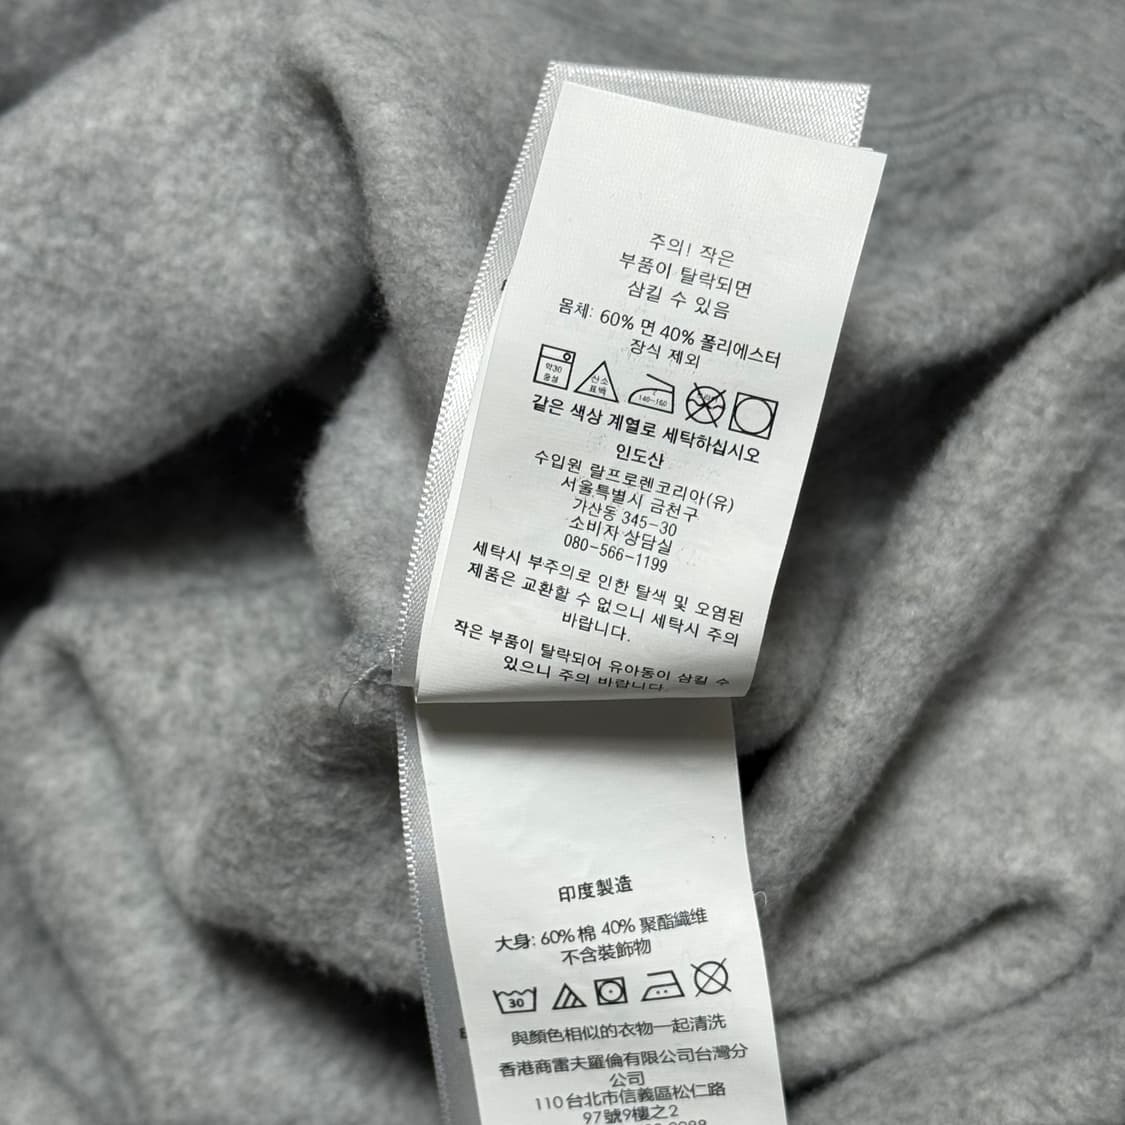 주의! 작은
부품이 탈락되면
삼킬 수 있음
몸체: 60% 면 40% 폴리에스터
장식 제외
약30
중성
산소
표백
140~160
같은 색상 계열로 세탁하십시오
인도산
수입원 랄프로렌코리아(유)
서울특별시 금천구
가산동 345-30
소비자 상담실
080-566-1199
세탁시 부주의로 인한 탈색 및 오염된
제품은 교환할 수 없으니 세탁시 주의
바랍니다.
작은 부품이 탈락되어 유아동이 삼킬 수
있으니 주의 바랍니다.
印度製造
大身: 60% 棉 40% 聚酯織维
不含裝飾物
30
與顏色相似的衣物一起清洗
香港商雷夫羅倫有限公司台灣分
公司
110台北市信義區松仁路
97號9樓之2